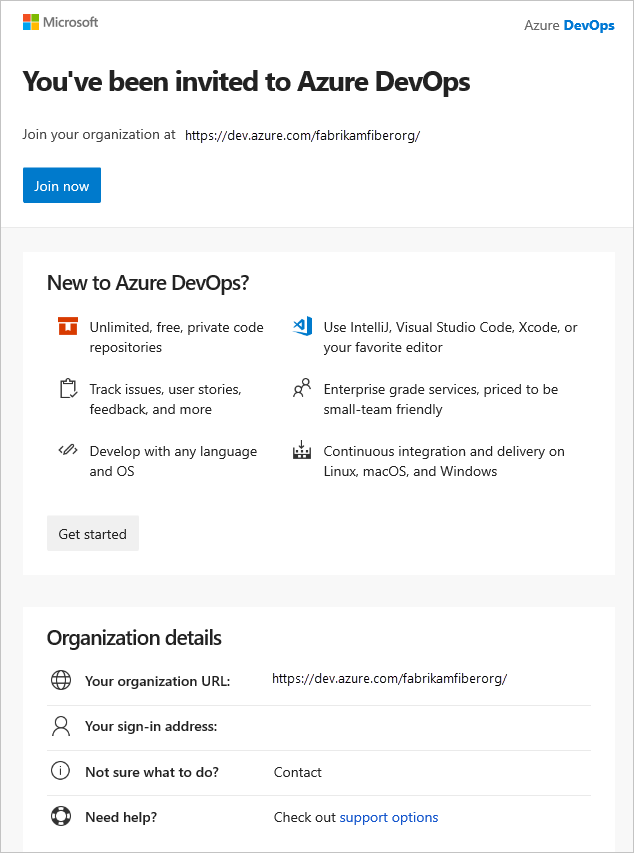 Microsoft
Azure DevOps
You've been invited to Azure DevOps
Join your organization at https://dev.azure.com/fabrikamfiberorg/
Join now
New to Azure DevOps?
Unlimited, free, private code
repositories
Use IntelliJ, Visual Studio Code, Xcode, or
your favorite editor
Track issues, user stories,
feedback, and more
Enterprise grade services, priced to be
small-team friendly
Develop with any language
and OS
Continuous integration and delivery on
Linux, macOS, and Windows
Get started
Organization details
Your organization URL: https://dev.azure.com/fabrikamfiberorg/
Your sign-in address:
Not sure what to do? Contact
Need help? Check out support options